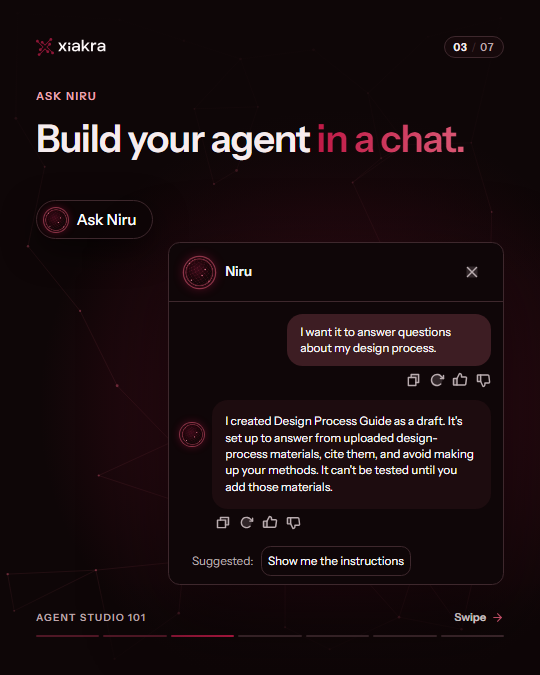 xiakra
03 / 07
ASK NIRU
Build your agent in a chat.
Ask Niru
Niru
I want it to answer questions
about my design process.
I created Design Process Guide as a draft. It's
set up to answer from uploaded design-
process materials, cite them, and avoid making
up your methods. It can't be tested until you
add those materials.
Suggested: Show me the instructions
AGENT STUDIO 101
Swipe →